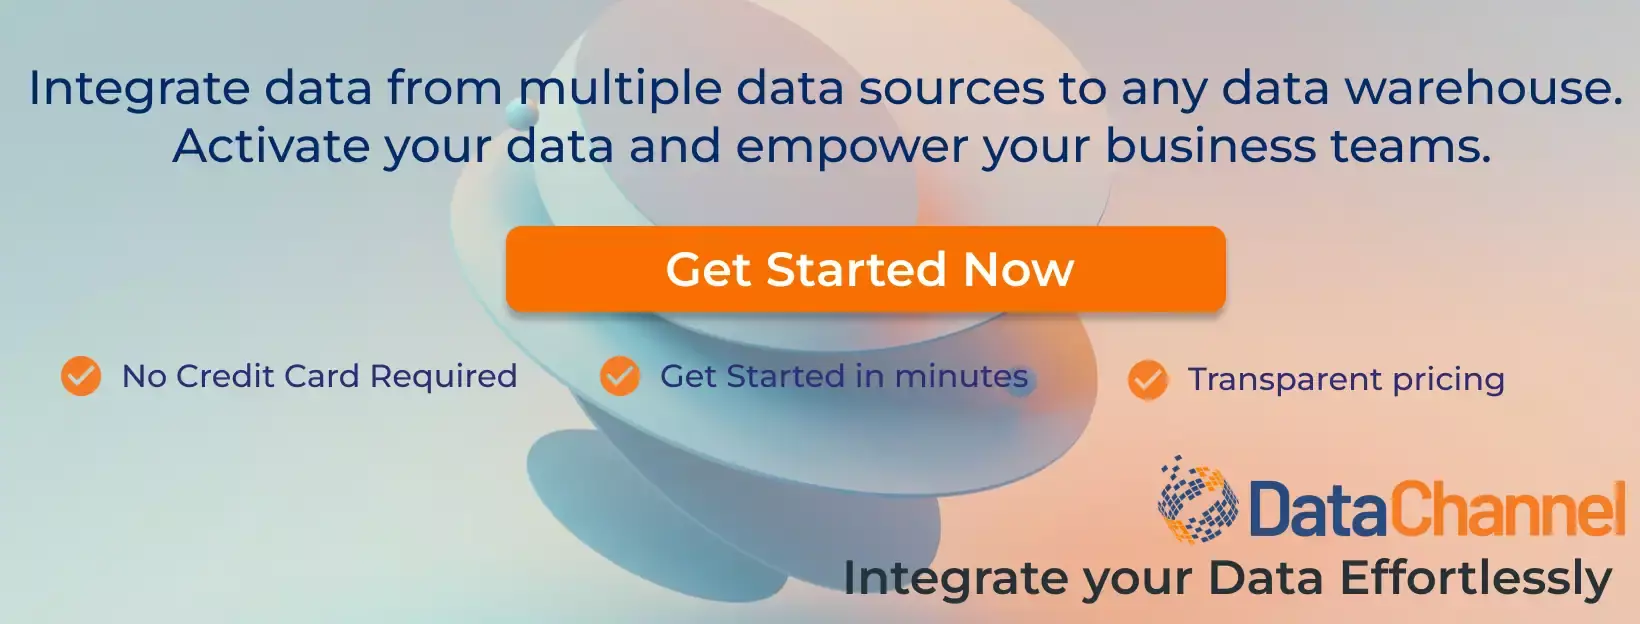 Integrate data from multiple data sources to any data warehouse.
Activate your data and empower your business teams.
Get Started Now
No Credit Card Required
Get Started in minutes
Transparent pricing
DataChannel
Integrate your Data Effortlessly